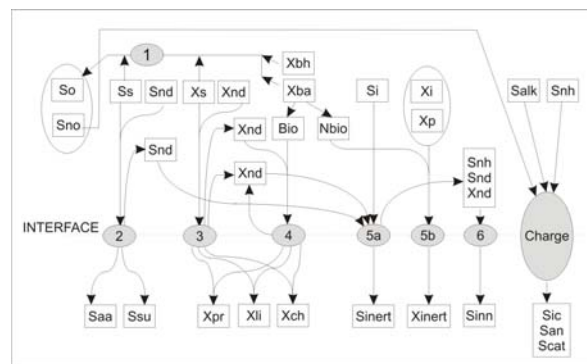 1
So
Sno
Ss
Snd
Xs
Xnd
Xbh
Xba
Si
Xi
Xp
Salk
Snh
Snd
Xnd
Bio
Nbio
Xnd
Snh
Snd
Xnd
INTERFACE
2
3
4
5a
5b
6
Charge
Saa
Ssu
Xpr
Xli
Xch
Sinert
Xinert
Sinn
Sic
San
Scat